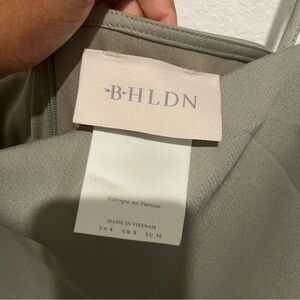 BHLDN
Fabriqué au Vietnam
MADE IN VIETNAM
US 4 UK 8 EU 36